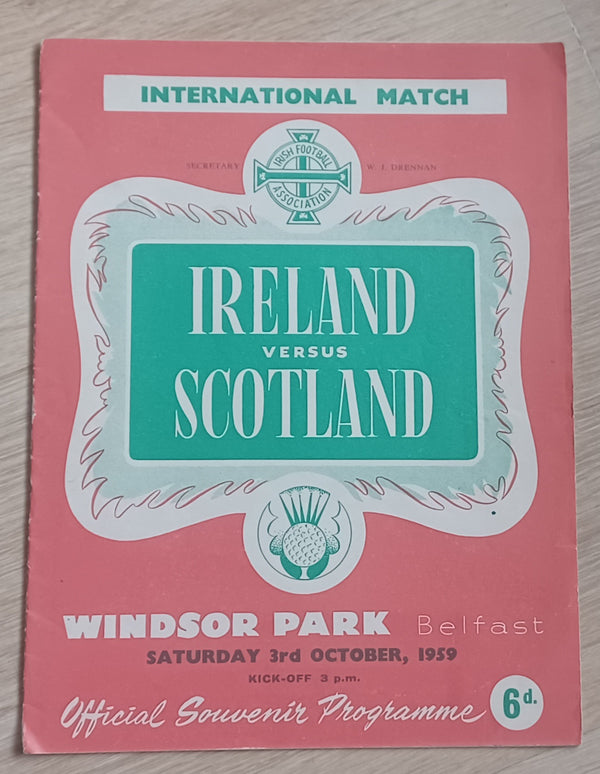 INTERNATIONAL MATCH
IRISH FOOTBALL
ASSOCIATION
SECRETARY W. J. DRENNAN
IRELAND
VERSUS
SCOTLAND
WINDSOR PARK Belfast
SATURDAY 3rd OCTOBER, 1959
KICK-OFF 3 p.m.
Official Souvenir Programme 6d.